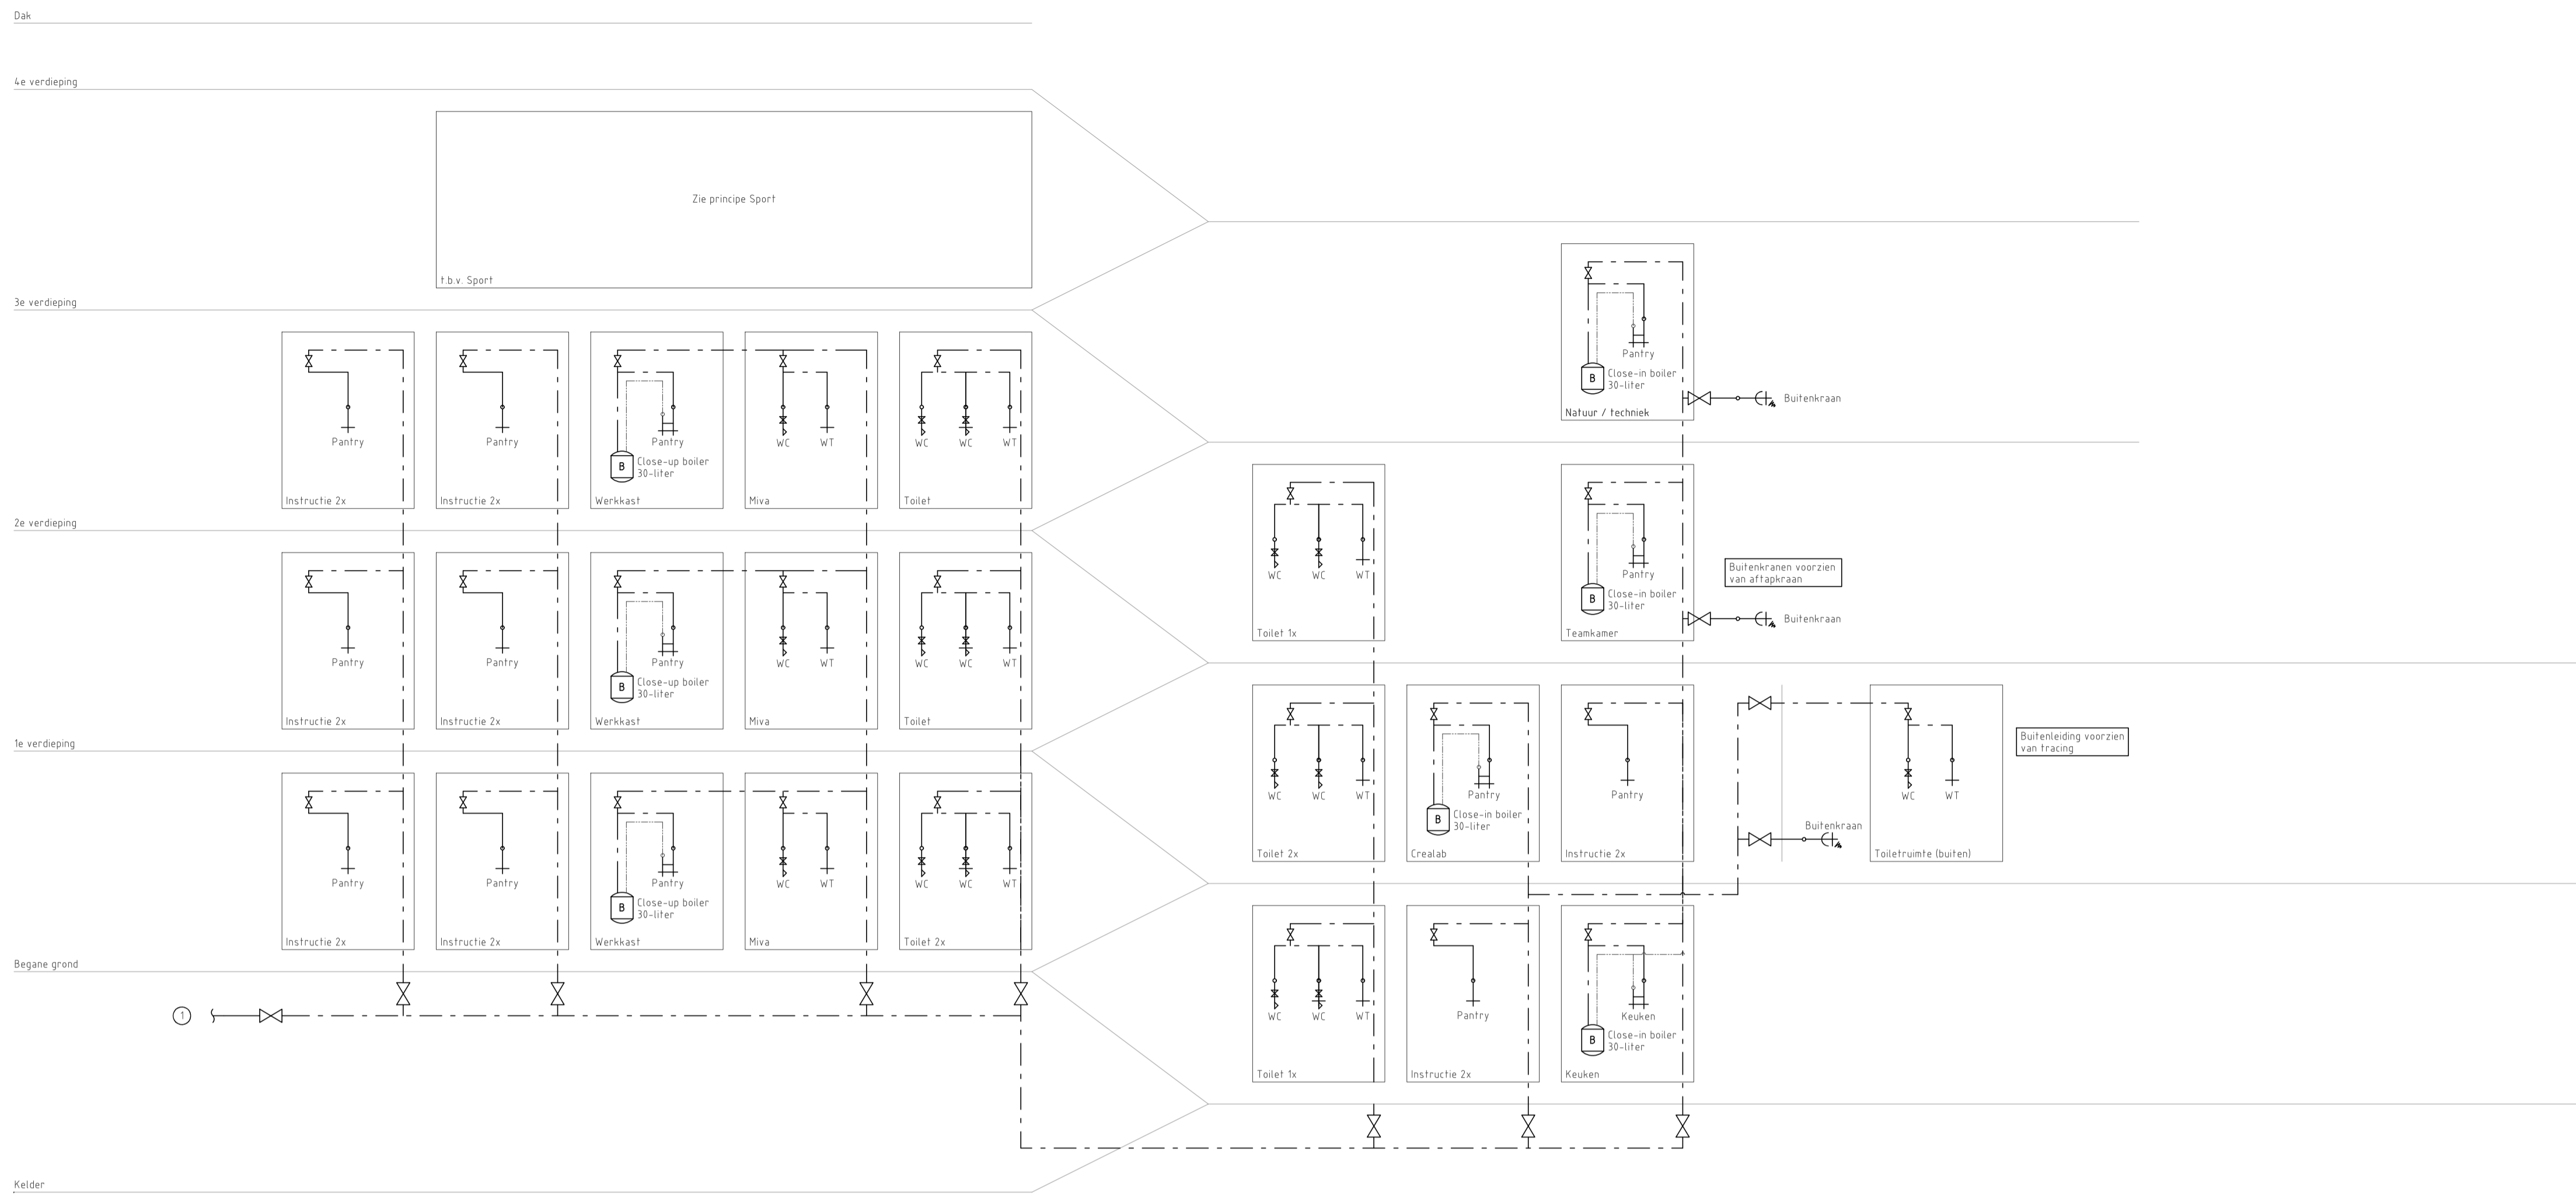 Dak
4e verdieping
Zie principe Sport
t.b.v. Sport
3e verdieping
Pantry
Instructie 2x
Pantry
Instructie 2x
Pantry
B
Close-up boiler
30-liter
Werkkast
WC
WT
Miva
WC
WC
WT
Toilet
2e verdieping
Pantry
Instructie 2x
Pantry
Instructie 2x
Pantry
B
Close-up boiler
30-liter
Werkkast
WC
WT
Miva
WC
WC
WT
Toilet
1e verdieping
Pantry
Instructie 2x
Pantry
Instructie 2x
Pantry
B
Close-up boiler
30-liter
Werkkast
WC
WT
Miva
WC
WC
WT
Toilet 2x
Begane grond
1
Kelder
Pantry
B
Close-in boiler
30-liter
Natuur / techniek
Buitenkraan
WC
WC
WT
Toilet 1x
Pantry
B
Close-in boiler
30-liter
Teamkamer
Buitenkranen voorzien
van aftapkraan
Buitenkraan
WC
WC
WT
Toilet 2x
Pantry
B
Close-in boiler
30-liter
Crealab
Pantry
Instructie 2x
Buitenkraan
WC
WT
Toiletruimte (buiten)
Buitenleiding voorzien
van tracing
WC
WC
WT
Toilet 1x
Pantry
Instructie 2x
Keuken
B
Close-in boiler
30-liter
Keuken